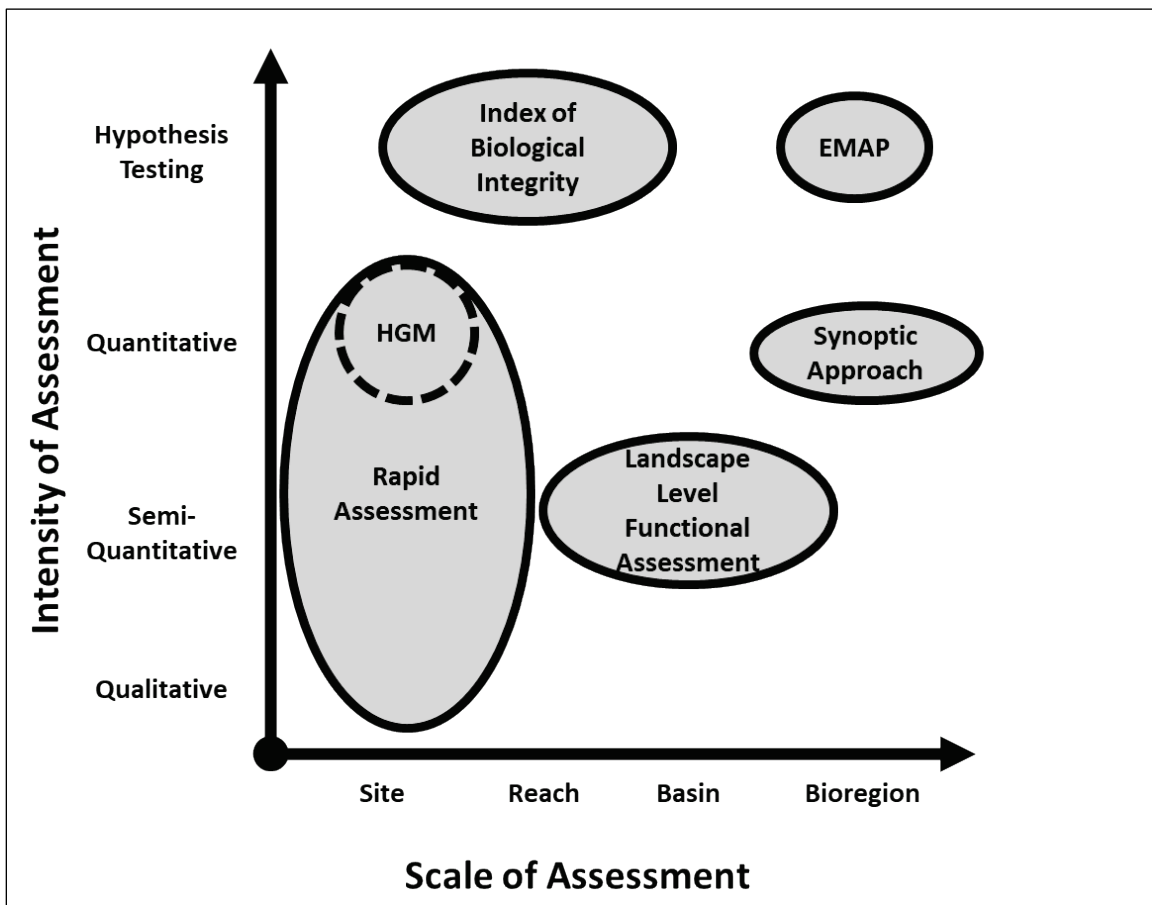 Intensity of Assessment
Hypothesis
Testing
Quantitative
Semi-
Quantitative
Qualitative
Index of
Biological
Integrity
EMAP
HGM
Synoptic
Approach
Rapid
Assessment
Landscape
Level
Functional
Assessment
Site
Reach
Basin
Bioregion
Scale of Assessment